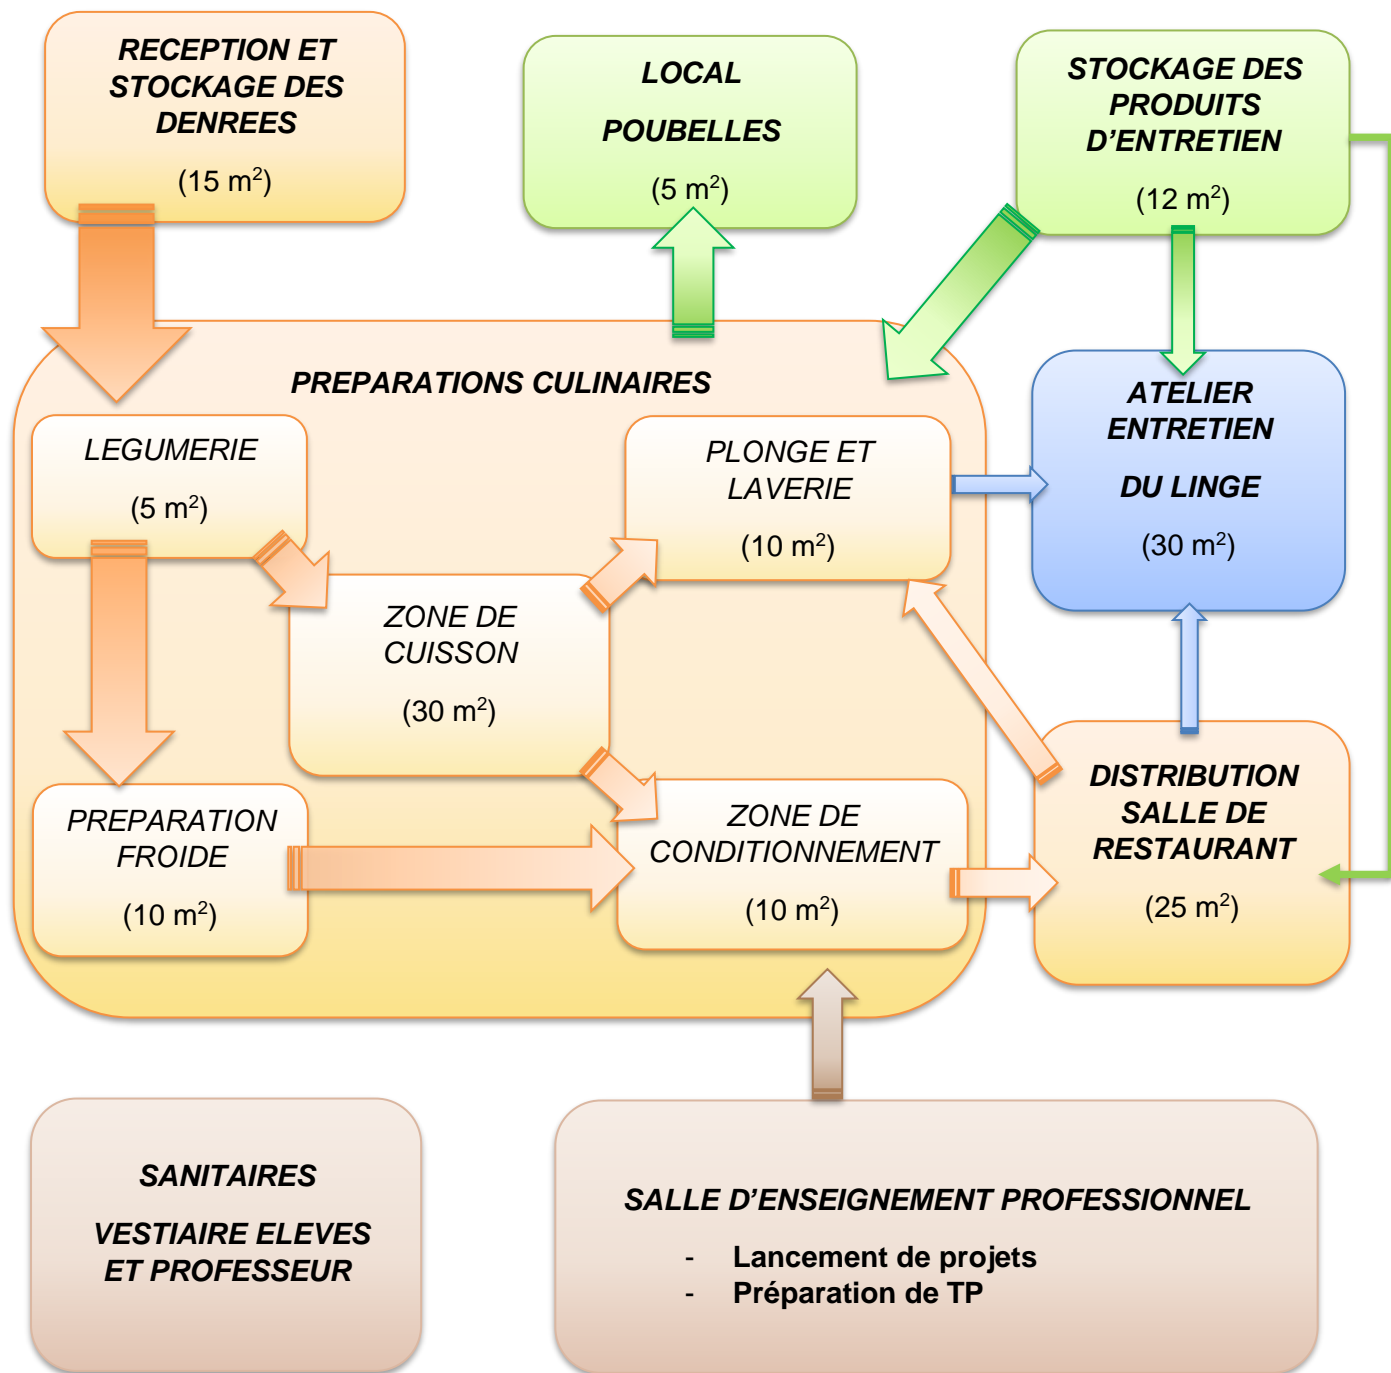 RECEPTION ET
STOCKAGE DES
DENREES
(15 m²)
LOCAL
POUBELLES
(5 m²)
STOCKAGE DES
PRODUITS
D’ENTRETIEN
(12 m²)
PREPARATIONS CULINAIRES
LEGUMERIE
(5 m²)
PLONGE ET
LAVERIE
(10 m²)
ATELIER
ENTRETIEN
DU LINGE
(30 m²)
ZONE DE
CUISSON
(30 m²)
PREPARATION
FROIDE
(10 m²)
ZONE DE
CONDITIONNEMENT
(10 m²)
DISTRIBUTION
SALLE DE
RESTAURANT
(25 m²)
SANITAIRES
VESTIAIRE ELEVES
ET PROFESSEUR
SALLE D’ENSEIGNEMENT PROFESSIONNEL
- Lancement de projets
- Préparation de TP